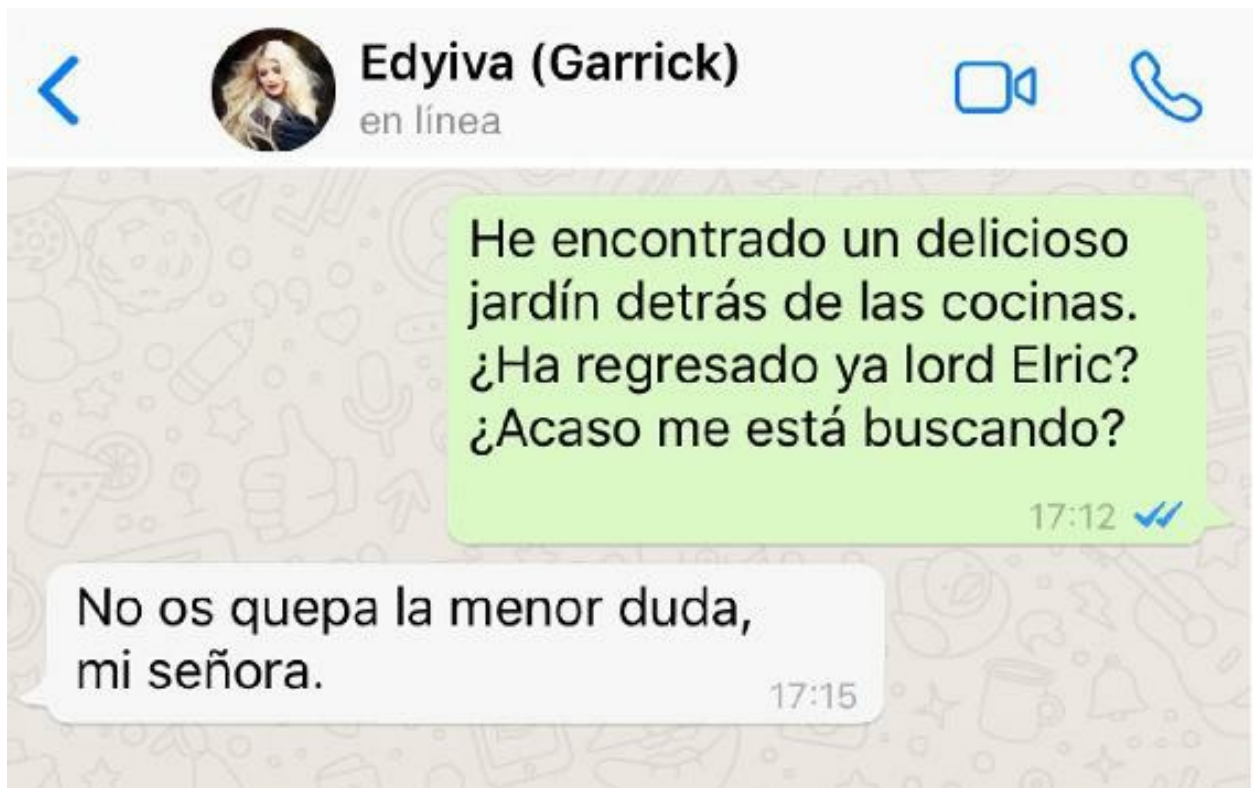 Edyiva (Garrick)
en línea
He encontrado un delicioso
jardín detrás de las cocinas.
¿Ha regresado ya lord Elric?
¿Acaso me está buscando?
17:12
No os quepa la menor duda,
mi señora.
17:15